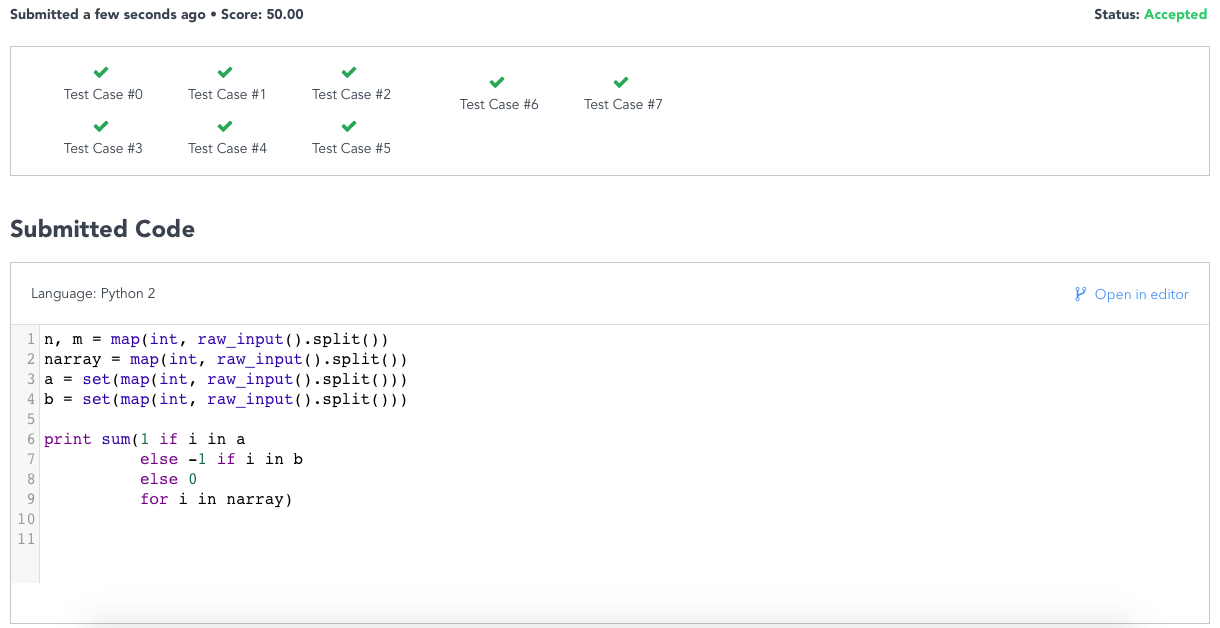 Submitted a few seconds ago • Score: 50.00
Status: Accepted
Test Case #0
Test Case #1
Test Case #2
Test Case #3
Test Case #4
Test Case #5
Test Case #6
Test Case #7
Submitted Code
Language: Python 2
Open in editor
1 n, m = map(int, raw_input().split())
2 narray = map(int, raw_input().split())
3 a = set(map(int, raw_input().split()))
4 b = set(map(int, raw_input().split()))
5
6 print sum(1 if i in a
7           else -1 if i in b
8           else 0
9           for i in narray)
10
11